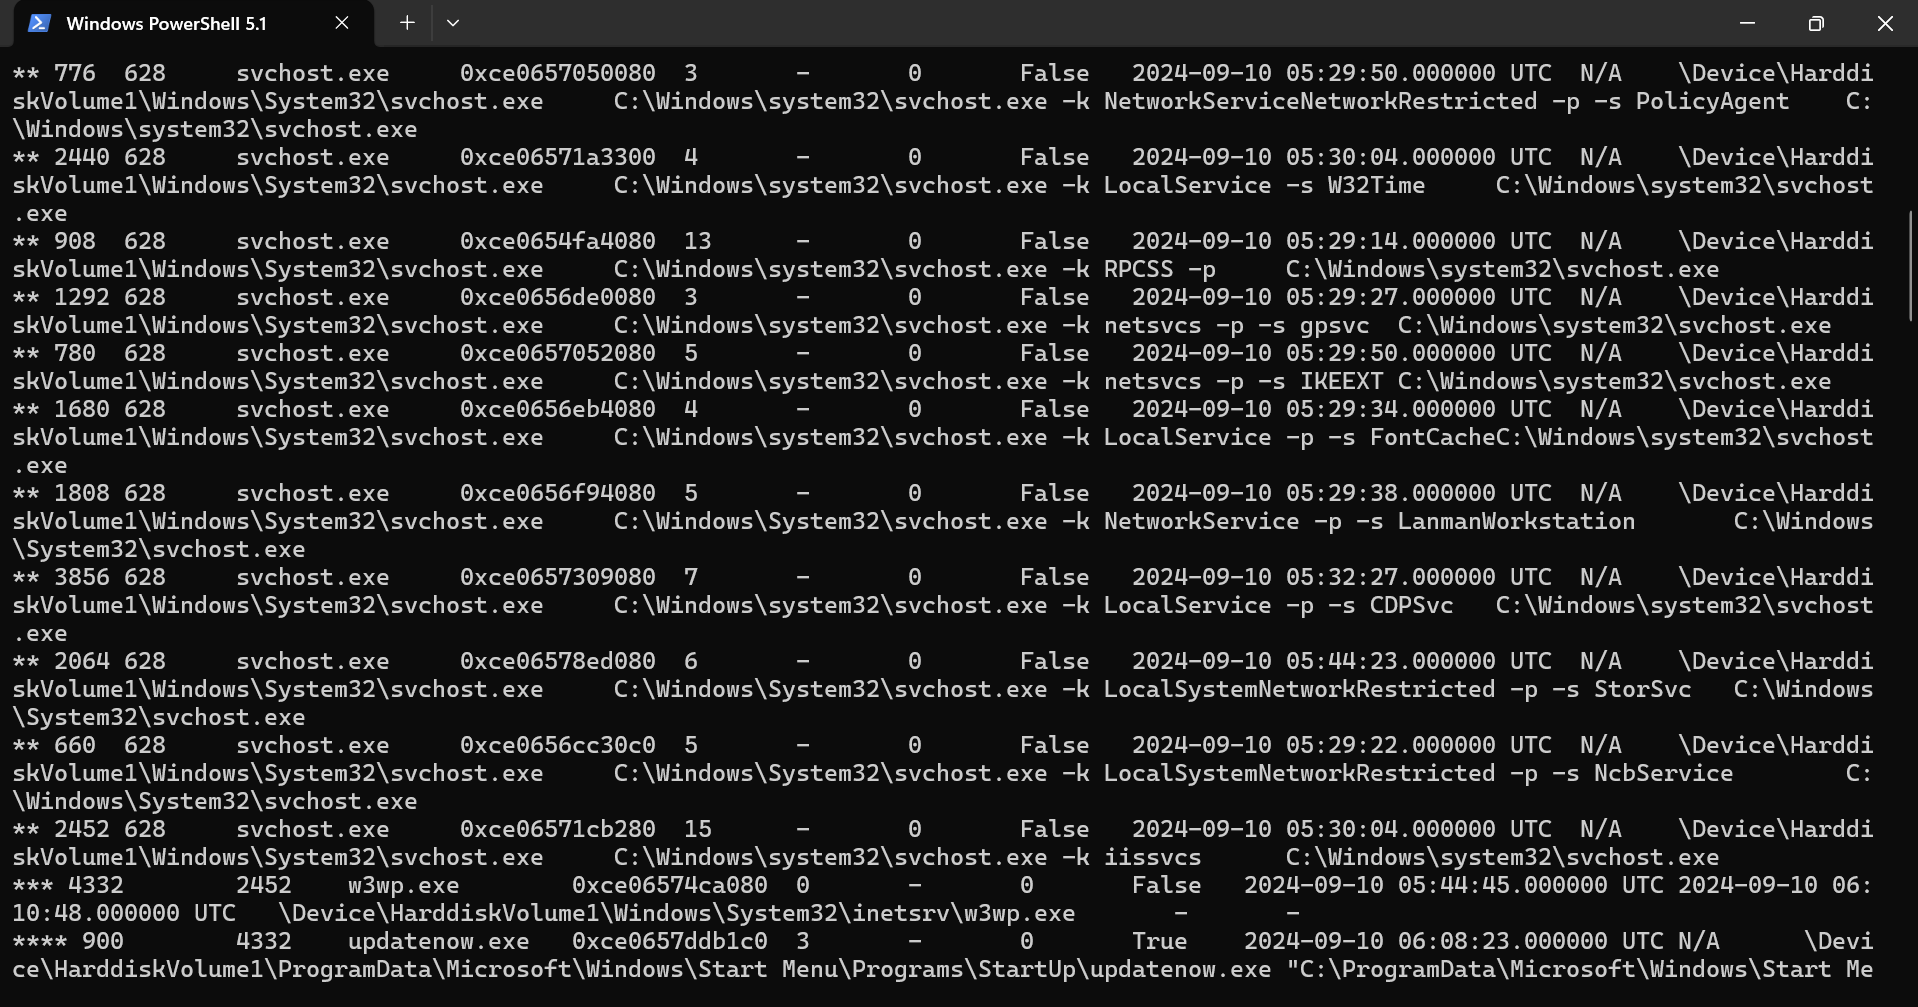 Windows PowerShell 5.1
** 776  628     svchost.exe     0xce0657050080  3       -       0       False   2024-09-10 05:29:50.000000 UTC  N/A    \Device\Harddi
skVolume1\Windows\System32\svchost.exe     C:\Windows\system32\svchost.exe -k NetworkServiceNetworkRestricted -p -s PolicyAgent    C:
\Windows\system32\svchost.exe
** 2440 628     svchost.exe     0xce06571a3300  4       -       0       False   2024-09-10 05:30:04.000000 UTC  N/A    \Device\Harddi
skVolume1\Windows\System32\svchost.exe     C:\Windows\system32\svchost.exe -k LocalService -s W32Time     C:\Windows\system32\svchost
.exe
** 908  628     svchost.exe     0xce0654fa4080  13      -       0       False   2024-09-10 05:29:14.000000 UTC  N/A    \Device\Harddi
skVolume1\Windows\System32\svchost.exe     C:\Windows\system32\svchost.exe -k RPCSS -p     C:\Windows\system32\svchost.exe
** 1292 628     svchost.exe     0xce0656de0080  3       -       0       False   2024-09-10 05:29:27.000000 UTC  N/A    \Device\Harddi
skVolume1\Windows\System32\svchost.exe     C:\Windows\system32\svchost.exe -k netsvcs -p -s gpsvc  C:\Windows\system32\svchost.exe
** 780  628     svchost.exe     0xce0657052080  5       -       0       False   2024-09-10 05:29:50.000000 UTC  N/A    \Device\Harddi
skVolume1\Windows\System32\svchost.exe     C:\Windows\system32\svchost.exe -k netsvcs -p -s IKEEXT C:\Windows\system32\svchost.exe
** 1680 628     svchost.exe     0xce0656eb4080  4       -       0       False   2024-09-10 05:29:34.000000 UTC  N/A    \Device\Harddi
skVolume1\Windows\System32\svchost.exe     C:\Windows\system32\svchost.exe -k LocalService -p -s FontCacheC:\Windows\system32\svchost
.exe
** 1808 628     svchost.exe     0xce0656f94080  5       -       0       False   2024-09-10 05:29:38.000000 UTC  N/A    \Device\Harddi
skVolume1\Windows\System32\svchost.exe     C:\Windows\System32\svchost.exe -k NetworkService -p -s LanmanWorkstation       C:\Windows
\System32\svchost.exe
** 3856 628     svchost.exe     0xce0657309080  7       -       0       False   2024-09-10 05:32:27.000000 UTC  N/A    \Device\Harddi
skVolume1\Windows\System32\svchost.exe     C:\Windows\system32\svchost.exe -k LocalService -p -s CDPSvc   C:\Windows\system32\svchost
.exe
** 2064 628     svchost.exe     0xce06578ed080  6       -       0       False   2024-09-10 05:44:23.000000 UTC  N/A    \Device\Harddi
skVolume1\Windows\System32\svchost.exe     C:\Windows\System32\svchost.exe -k LocalSystemNetworkRestricted -p -s StorSvc   C:\Windows
\System32\svchost.exe
** 660  628     svchost.exe     0xce0656cc30c0  5       -       0       False   2024-09-10 05:29:22.000000 UTC  N/A    \Device\Harddi
skVolume1\Windows\System32\svchost.exe     C:\Windows\System32\svchost.exe -k LocalSystemNetworkRestricted -p -s NcbService        C:
\Windows\System32\svchost.exe
** 2452 628     svchost.exe     0xce06571cb280  15      -       0       False   2024-09-10 05:30:04.000000 UTC  N/A    \Device\Harddi
skVolume1\Windows\System32\svchost.exe     C:\Windows\system32\svchost.exe -k iissvcs      C:\Windows\system32\svchost.exe
*** 4332        2452    w3wp.exe        0xce06574ca080  0       -       0       False   2024-09-10 05:44:45.000000 UTC 2024-09-10 06:
10:48.000000 UTC   \Device\HarddiskVolume1\Windows\System32\inetsrv\w3wp.exe       -       -
**** 900        4332    updatenow.exe   0xce0657ddb1c0  3       -       0       True    2024-09-10 06:08:23.000000 UTC N/A      \Devi
ce\HarddiskVolume1\ProgramData\Microsoft\Windows\Start Menu\Programs\StartUp\updatenow.exe "C:\ProgramData\Microsoft\Windows\Start Me